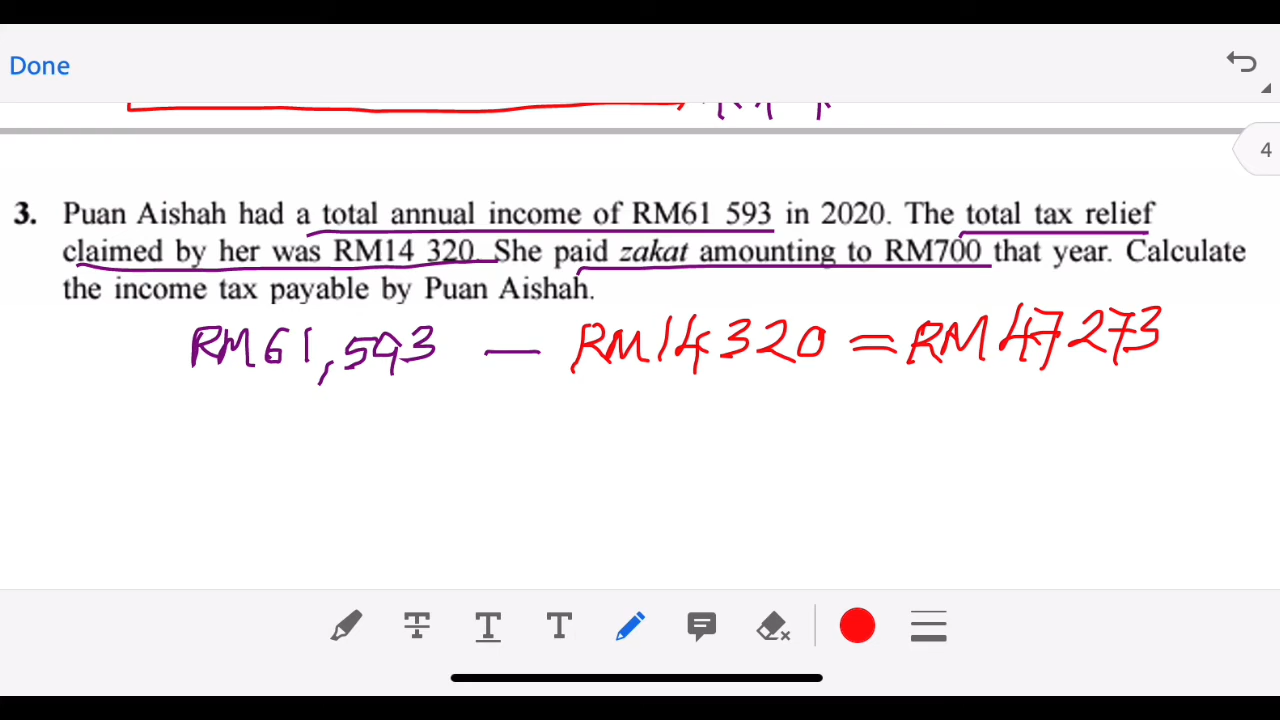 Done
4
3. Puan Aishah had a total annual income of RM61 593 in 2020. The total tax relief
claimed by her was RM14 320. She paid zakat amounting to RM700 that year. Calculate
the income tax payable by Puan Aishah.
RM61,593 — RM14320 = RM47273
T T T